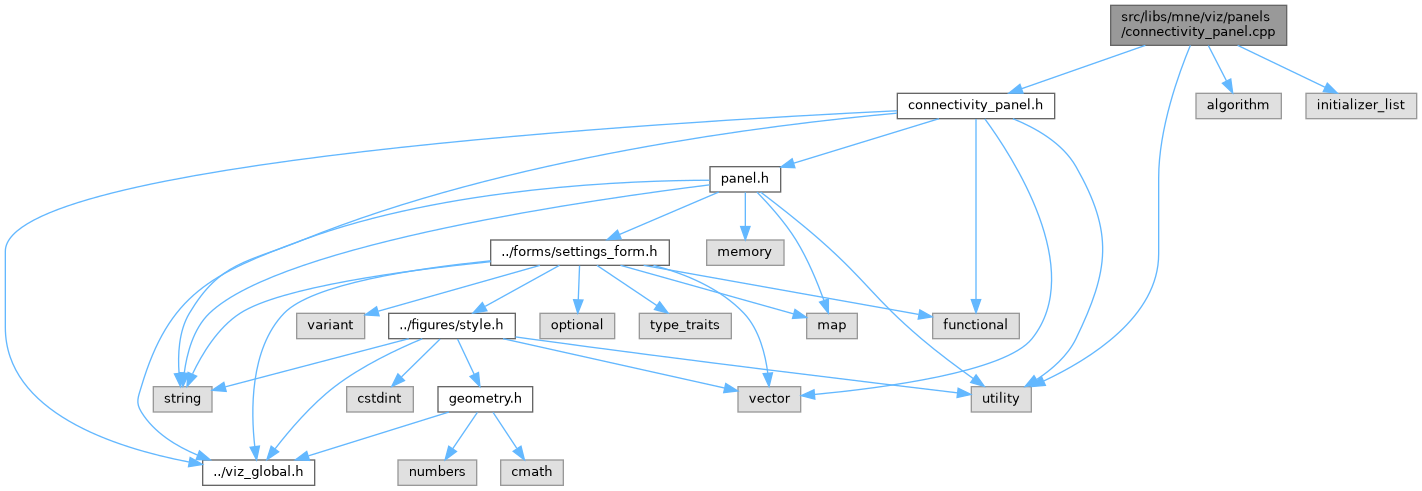 src/libs/mne/viz/panels
/connectivity_panel.cpp
connectivity_panel.h
algorithm
initializer_list
panel.h
../forms/settings_form.h
memory
variant
../figures/style.h
optional
type_traits
map
functional
string
cstdint
geometry.h
vector
utility
../viz_global.h
numbers
cmath